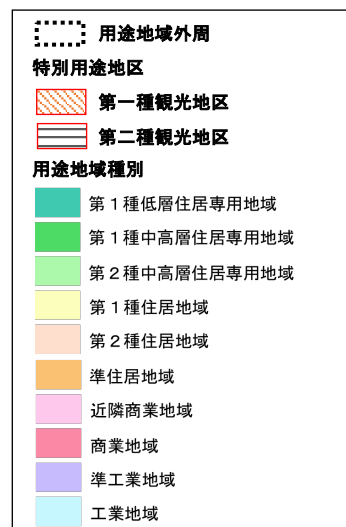 用途地域外周
特別用途地区
第一種観光地区
第二種観光地区
用途地域種別
第１種低層住居専用地域
第１種中高層住居専用地域
第２種中高層住居専用地域
第１種住居地域
第２種住居地域
準住居地域
近隣商業地域
商業地域
準工業地域
工業地域